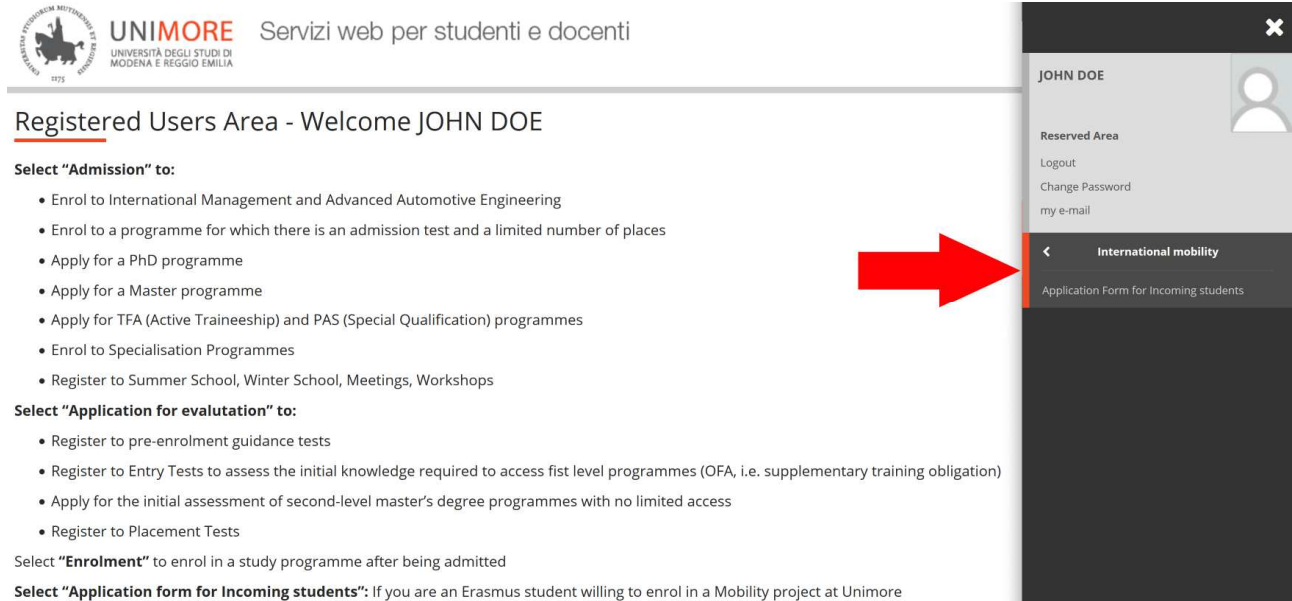 UNIMORE
UNIVERSITÀ DEGLI STUDI DI
MODENA E REGGIO EMILIA
1175
Servizi web per studenti e docenti
Registered Users Area - Welcome JOHN DOE
Select “Admission” to:
• Enrol to International Management and Advanced Automotive Engineering
• Enrol to a programme for which there is an admission test and a limited number of places
• Apply for a PhD programme
• Apply for a Master programme
• Apply for TFA (Active Traineeship) and PAS (Special Qualification) programmes
• Enrol to Specialisation Programmes
• Register to Summer School, Winter School, Meetings, Workshops
Select “Application for evalutation” to:
• Register to pre-enrolment guidance tests
• Register to Entry Tests to assess the initial knowledge required to access fist level programmes (OFA, i.e. supplementary training obligation)
• Apply for the initial assessment of second-level master’s degree programmes with no limited access
• Register to Placement Tests
Select “Enrolment” to enrol in a study programme after being admitted
Select “Application form for Incoming students”: If you are an Erasmus student willing to enrol in a Mobility project at Unimore
JOHN DOE
Reserved Area
Logout
Change Password
my e-mail
International mobility
Application Form for Incoming students